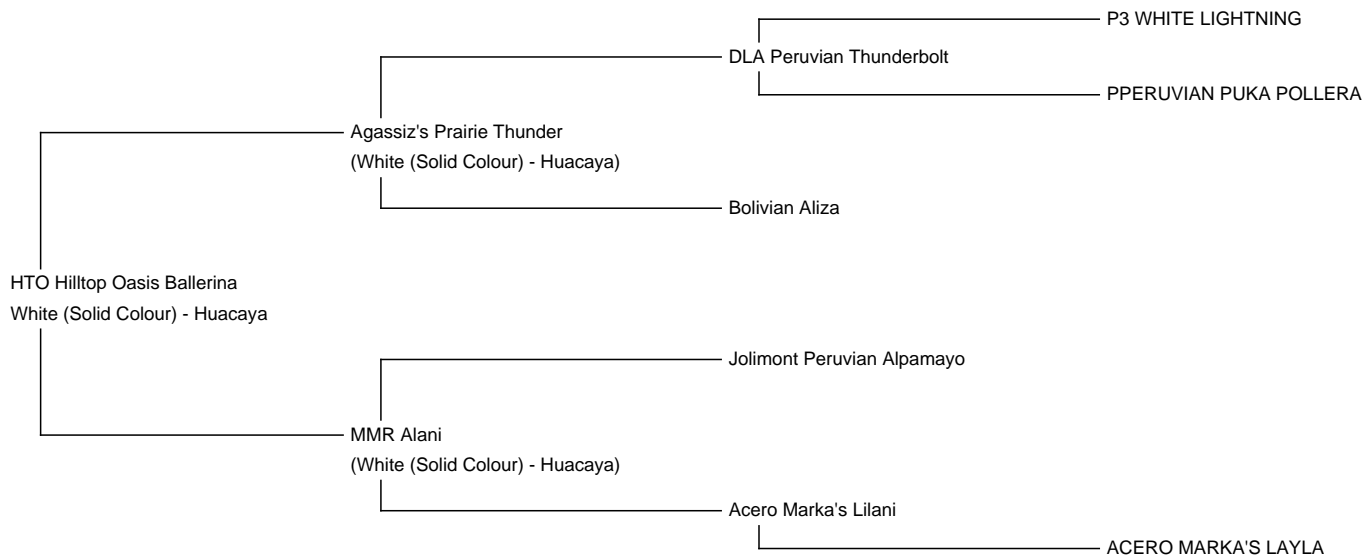 P3 WHITE LIGHTNING
DLA Peruvian Thunderbolt
PPERUVIAN PUKA POLLERA
Agassiz's Prairie Thunder
(White (Solid Colour) - Huacaya)
Bolivian Aliza
HTO Hilltop Oasis Ballerina
White (Solid Colour) - Huacaya
Jolimont Peruvian Alpamayo
MMR Alani
(White (Solid Colour) - Huacaya)
Acero Marka's Lilani
ACERO MARKA'S LAYLA